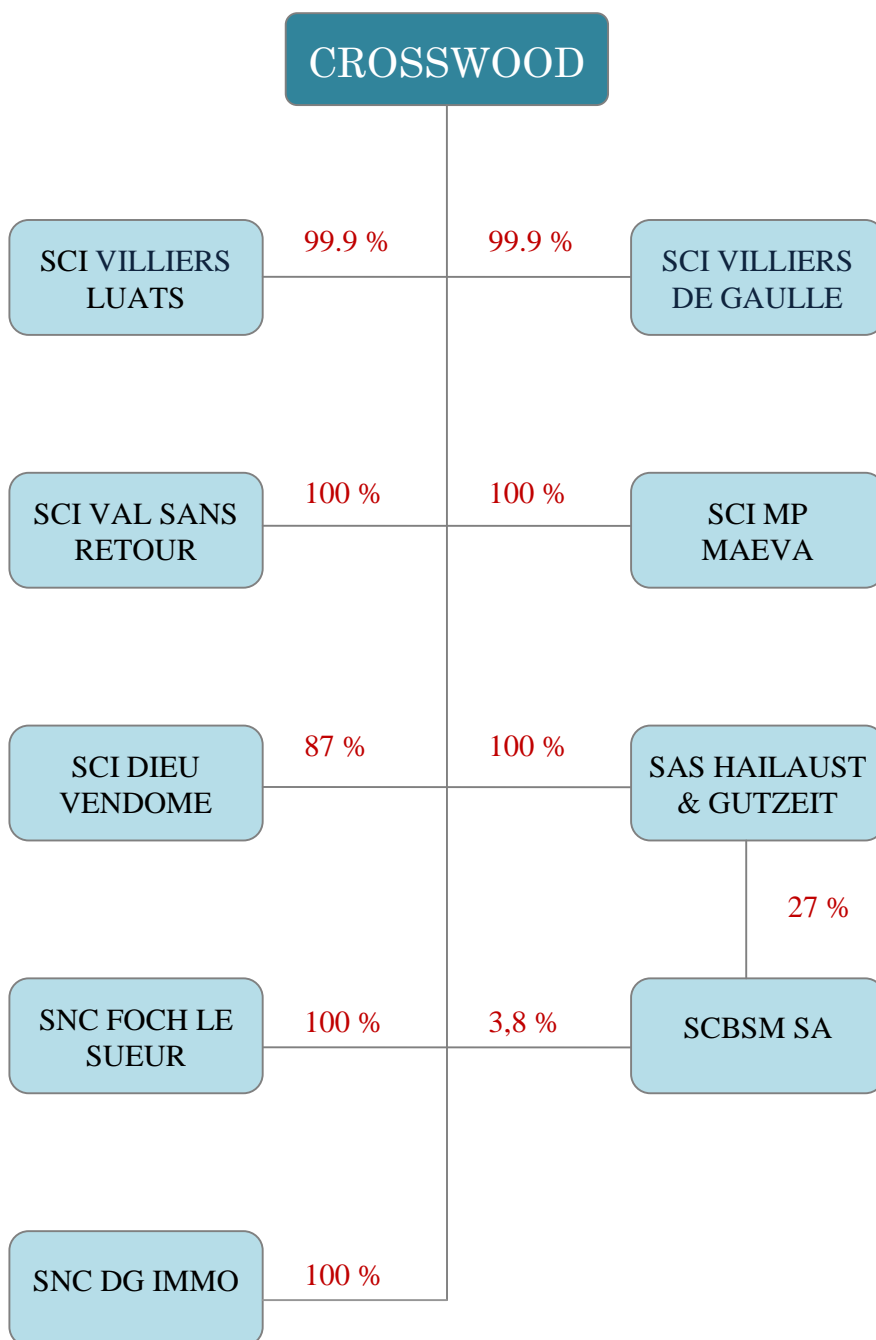 CROSSWOOD
99.9 %
99.9 %
SCI VILLIERS
LUATS
SCI VILLIERS
DE GAULLE
100 %
100 %
SCI VAL SANS
RETOUR
SCI MP
MAEVA
87 %
100 %
SCI DIEU
VENDOME
SAS HAILAUST
& GUTZEIT
27 %
SNC FOCH LE
SUEUR
100 %
3,8 %
SCBSM SA
SNC DG IMMO
100 %